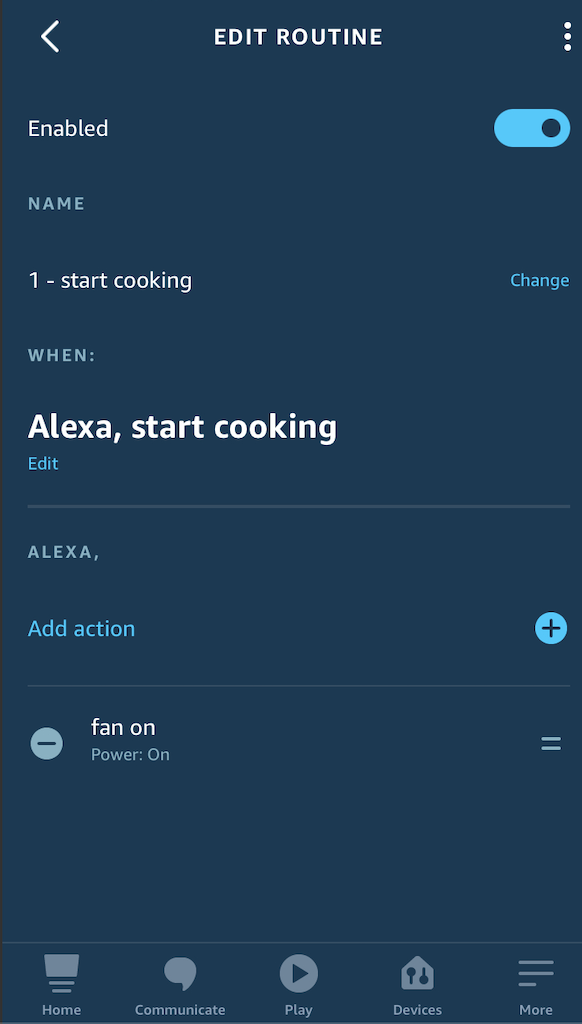 EDIT ROUTINE
Enabled
NAME
1 - start cooking
Change
WHEN:
Alexa, start cooking
Edit
ALEXA,
Add action
fan on
Power: On
Home Communicate Play Devices More